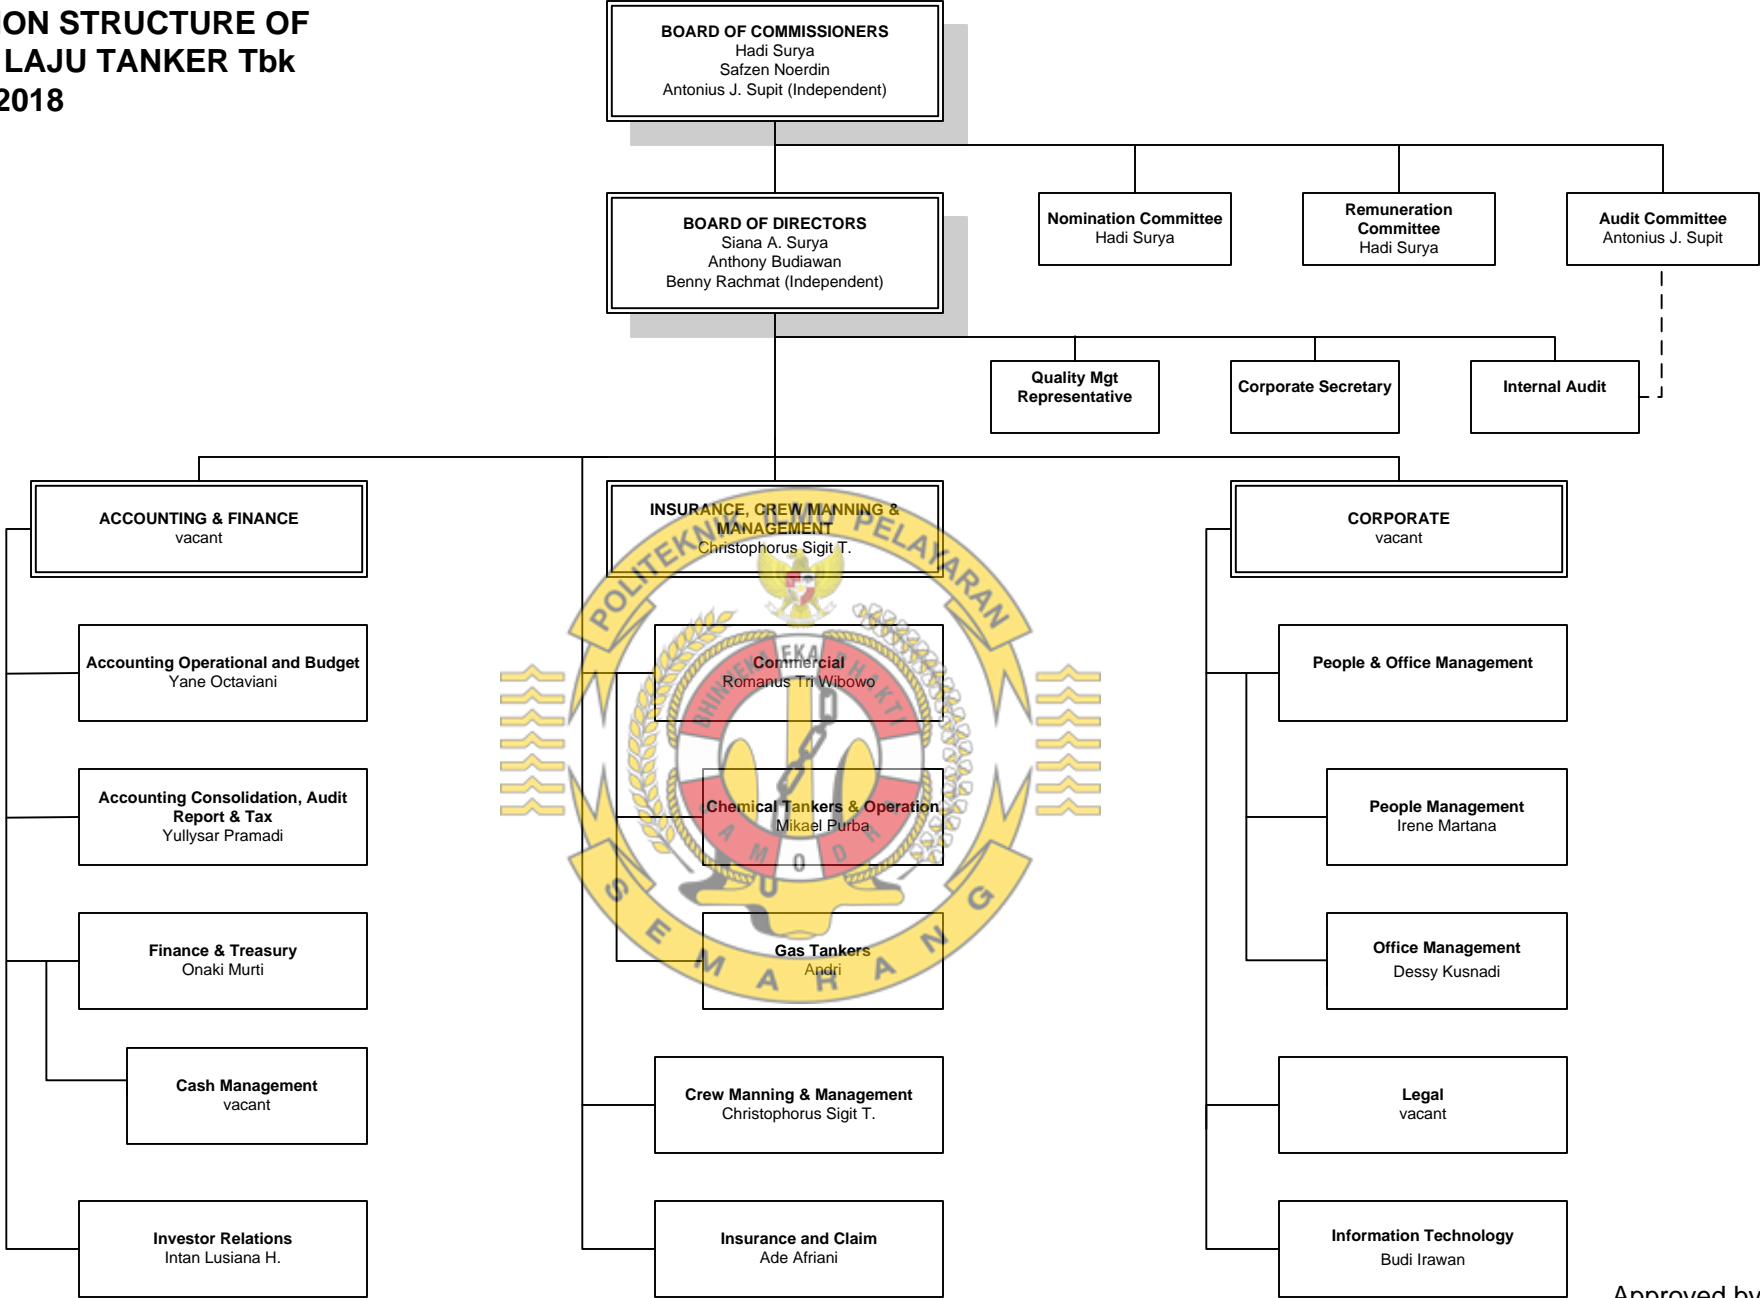 ION STRUCTURE OF
LAJU TANKER Tbk
2018
BOARD OF COMMISSIONERS
Hadi Surya
Safzen Noerdin
Antonius J. Supit (Independent)
BOARD OF DIRECTORS
Siana A. Surya
Anthony Budiawan
Benny Rachmat (Independent)
Nomination Committee
Hadi Surya
Remuneration
Committee
Hadi Surya
Audit Committee
Antonius J. Supit
Quality Mgt
Representative
Corporate Secretary
Internal Audit
ACCOUNTING & FINANCE
vacant
INSURANCE, CREW MANNING &
MANAGEMENT
Christophorus Sigit T.
CORPORATE
vacant
Accounting Operational and Budget
Yane Octaviani
Accounting Consolidation, Audit
Report & Tax
Yullysar Pramadi
Finance & Treasury
Onaki Murti
Cash Management
vacant
Investor Relations
Intan Lusiana H.
Commercial
Romanus Tri Wibowo
Chemical Tankers & Operation
Mikael Purba
Gas Tankers
Andri
Crew Manning & Management
Christophorus Sigit T.
Insurance and Claim
Ade Afriani
People & Office Management
People Management
Irene Martana
Office Management
Dessy Kusnadi
Legal
vacant
Information Technology
Budi Irawan
POLITEKNIK ILMU PELAYARAN
BHINNEKA EKA BHAKTI
SAMODRA
SEMARANG
Approved by